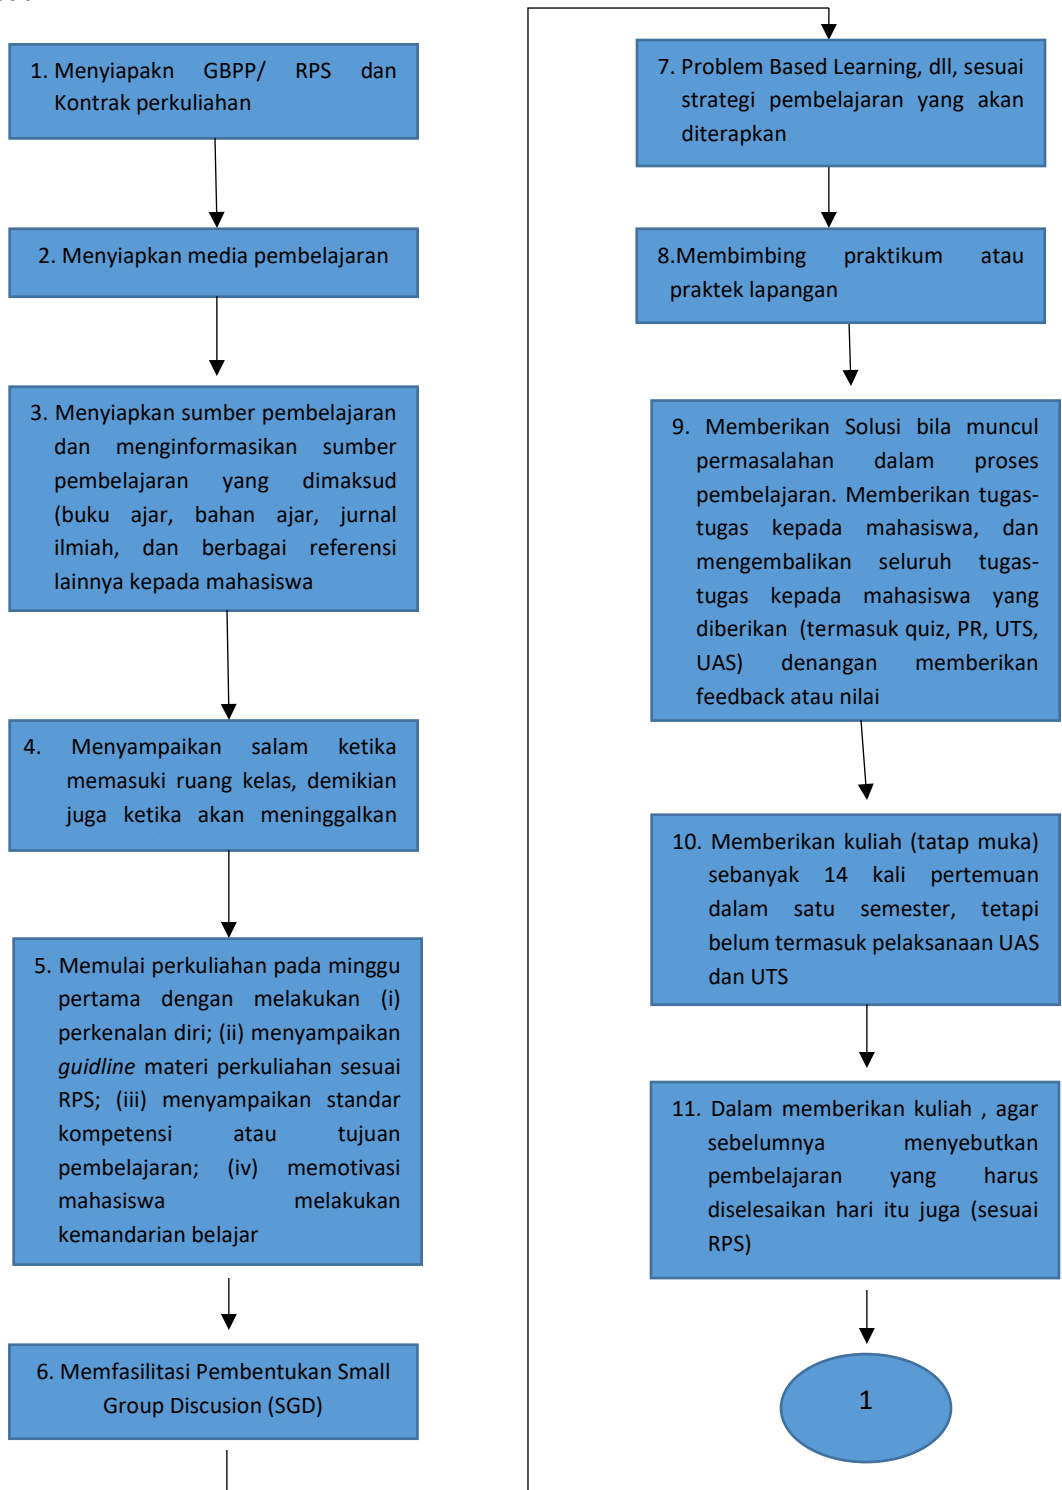 1. Menyiapakn GBPP/ RPS dan
Kontrak perkuliahan
2. Menyiapkan media pembelajaran
3. Menyiapkan sumber pembelajaran
dan menginformasikan sumber
pembelajaran yang dimaksud
(buku ajar, bahan ajar, jurnal
ilmiah, dan berbagai referensi
lainnya kepada mahasiswa
4. Menyampaikan salam ketika
memasuki ruang kelas, demikian
juga ketika akan meninggalkan
5. Memulai perkuliahan pada minggu
pertama dengan melakukan (i)
perkenalan diri; (ii) menyampaikan
guidline materi perkuliahan sesuai
RPS; (iii) menyampaikan standar
kompetensi atau tujuan
pembelajaran; (iv) memotivasi
mahasiswa melakukan
kemandarian belajar
6. Memfasilitasi Pembentukan Small
Group Discusion (SGD)
7. Problem Based Learning, dll, sesuai
strategi pembelajaran yang akan
diterapkan
8.Membimbing praktikum atau
praktek lapangan
9. Memberikan Solusi bila muncul
permasalahan dalam proses
pembelajaran. Memberikan tugas-
tugas kepada mahasiswa, dan
mengembalikan seluruh tugas-
tugas kepada mahasiswa yang
diberikan (termasuk quiz, PR, UTS,
UAS) denangan memberikan
feedback atau nilai
10. Memberikan kuliah (tatap muka)
sebanyak 14 kali pertemuan
dalam satu semester, tetapi
belum termasuk pelaksanaan UAS
dan UTS
11. Dalam memberikan kuliah , agar
sebelumnya menyebutkan
pembelajaran yang harus
diselesaikan hari itu juga (sesuai
RPS)
1